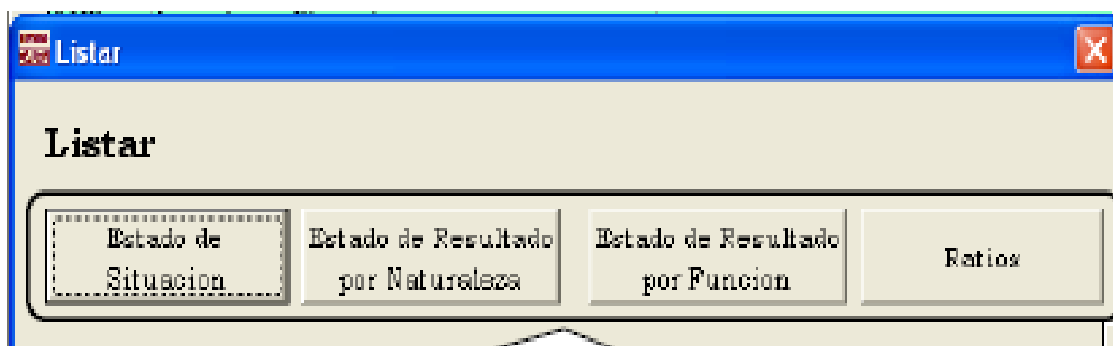 Listar
Listar
Estado de
Situacion
Estado de Resultado
por Naturaleza
Estado de Resultado
por Funcion
Ratios